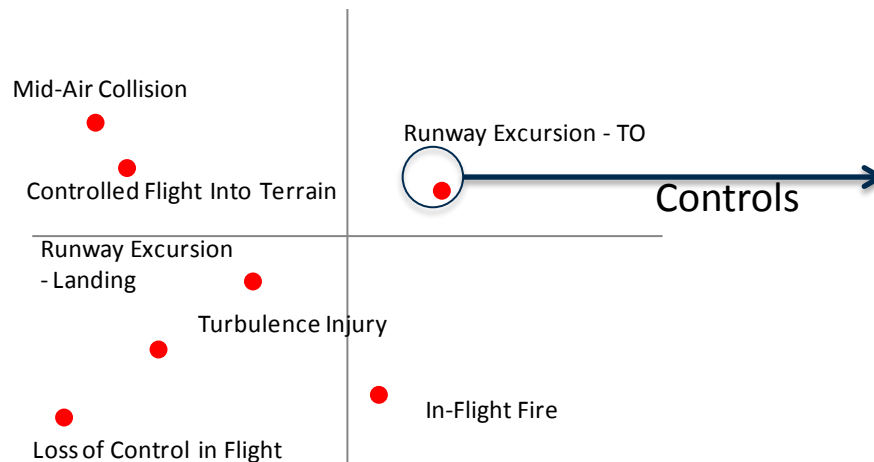 Mid-Air Collision
Runway Excursion - TO
Controlled Flight Into Terrain
Controls
Runway Excursion
- Landing
Turbulence Injury
In-Flight Fire
Loss of Control in Flight